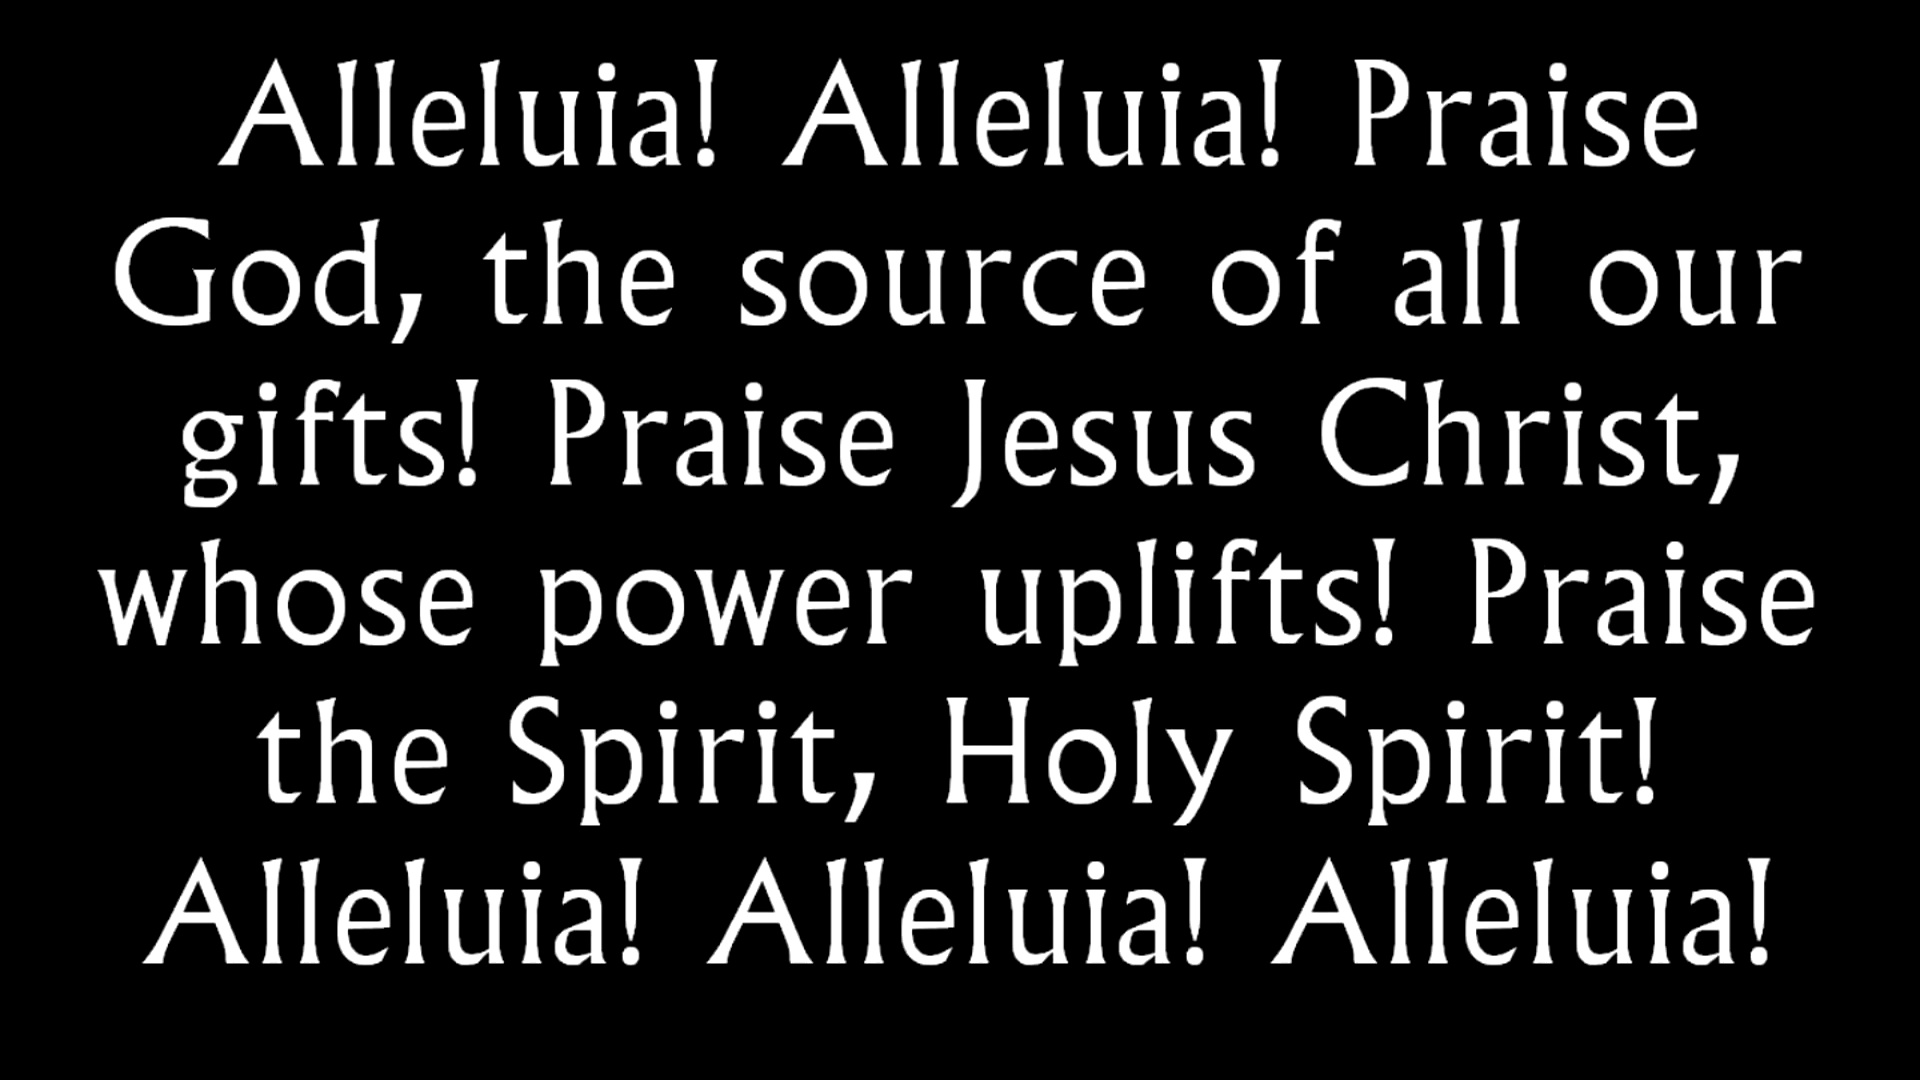 Alleluia! Alleluia! Praise
God, the source of all our
gifts! Praise Jesus Christ,
whose power uplifts! Praise
the Spirit, Holy Spirit!
Alleluia! Alleluia! Alleluia!